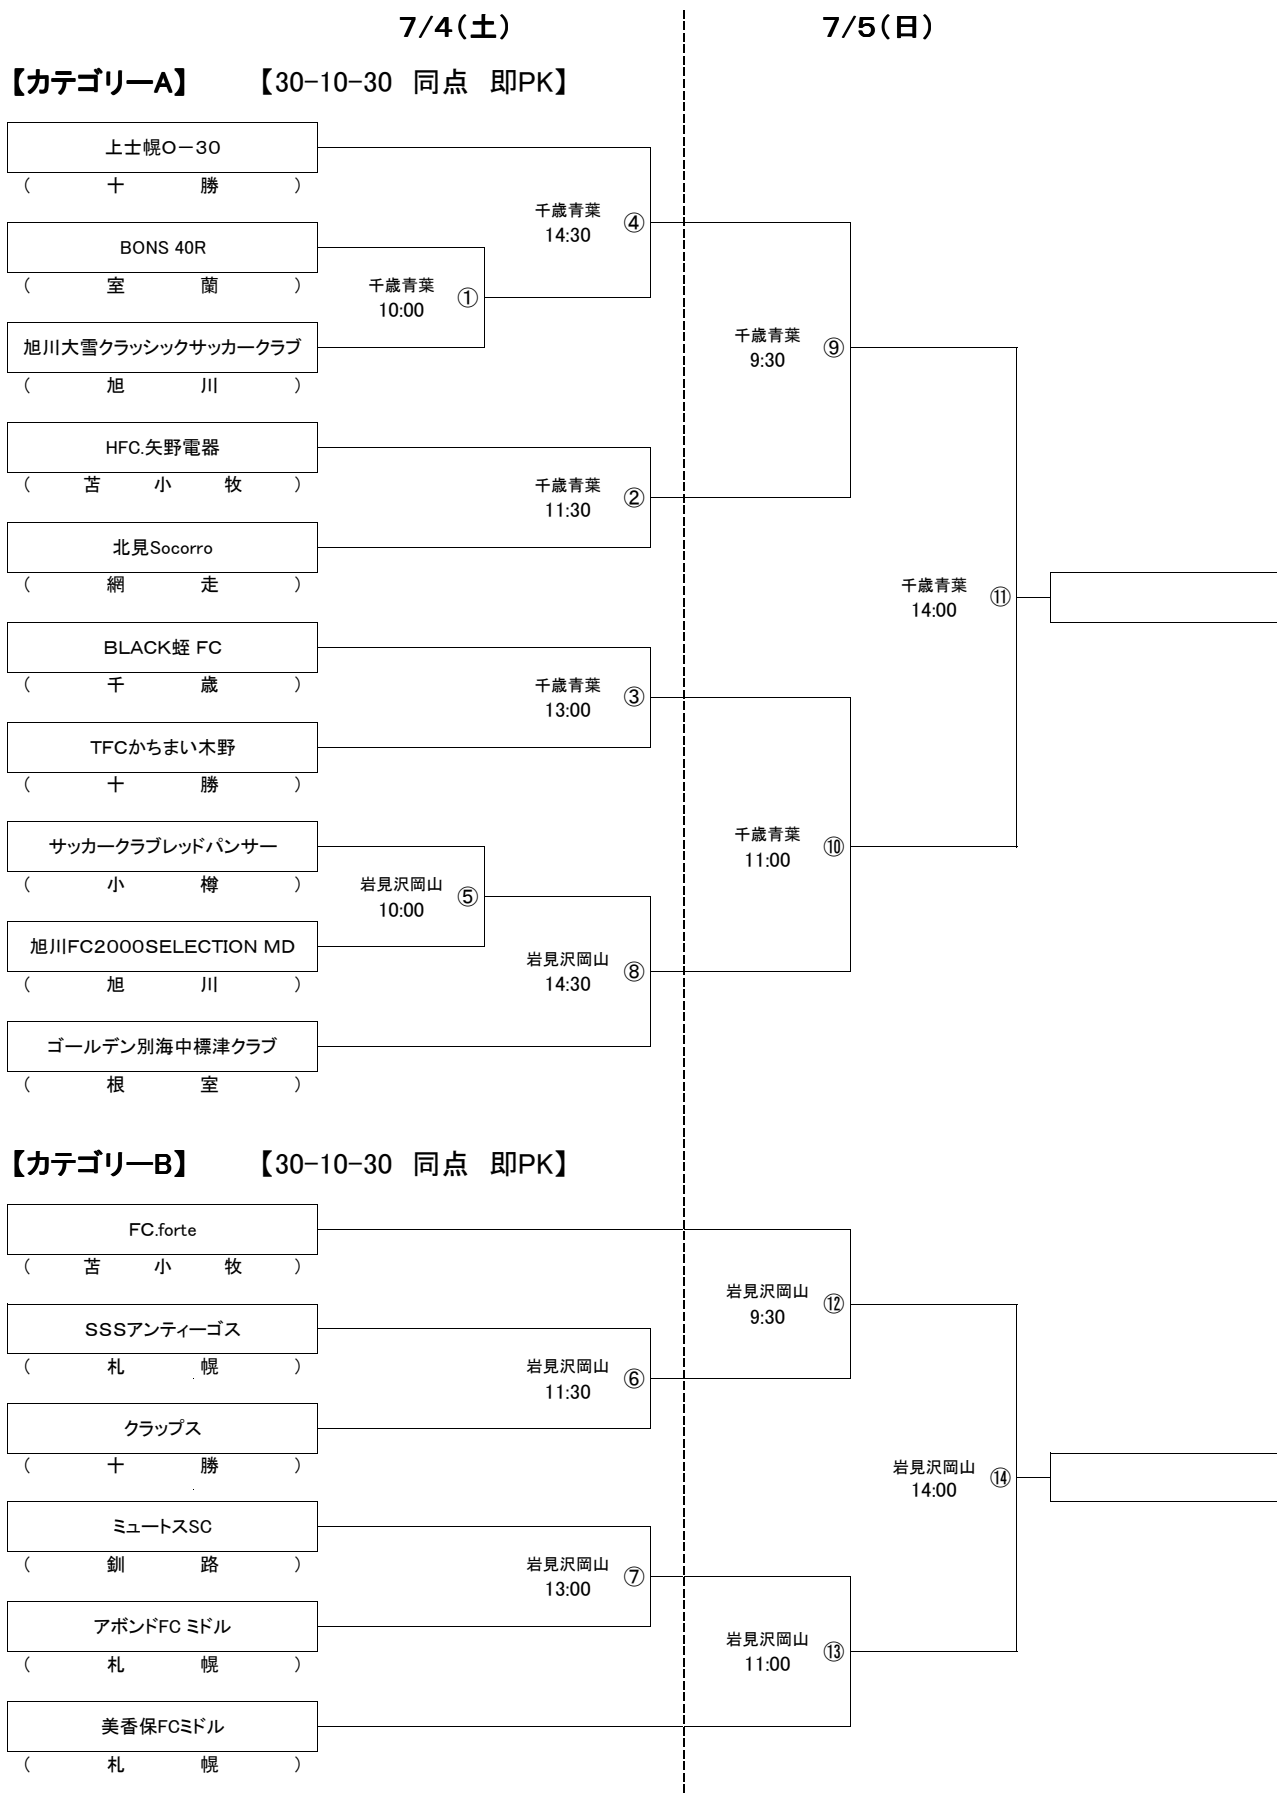 7/4(土) 7/5(日)
【カテゴリーA】 【30-10-30 同点 即PK】
上士幌O-30
( 十 勝 )
千歳青葉
14:30 ④
BONS 40R
( 室 蘭 )
千歳青葉
10:00 ①
旭川大雪クラッシックサッカークラブ
( 旭 川 )
千歳青葉
9:30 ⑨
HFC.矢野電器
( 苫 小 牧 )
千歳青葉
11:30 ②
北見Socorro
( 網 走 )
千歳青葉
14:00 ⑪
BLACK蛭 FC
( 千 歳 )
千歳青葉
13:00 ③
TFCかちまい木野
( 十 勝 )
サッカークラブレッドパンサー
( 小 樽 )
千歳青葉
11:00 ⑩
岩見沢岡山
10:00 ⑤
旭川FC2000SELECTION MD
( 旭 川 )
岩見沢岡山
14:30 ⑧
ゴールデン別海中標津クラブ
( 根 室 )
【カテゴリーB】 【30-10-30 同点 即PK】
FC.forte
( 苫 小 牧 )
岩見沢岡山
9:30 ⑫
SSSアンティーゴス
( 札 幌 )
岩見沢岡山
11:30 ⑥
クラップス
( 十 勝 )
岩見沢岡山
14:00 ⑭
ミュートスSC
( 釧 路 )
岩見沢岡山
13:00 ⑦
アボンドFC ミドル
( 札 幌 )
岩見沢岡山
11:00 ⑬
美香保FCミドル
( 札 幌 )